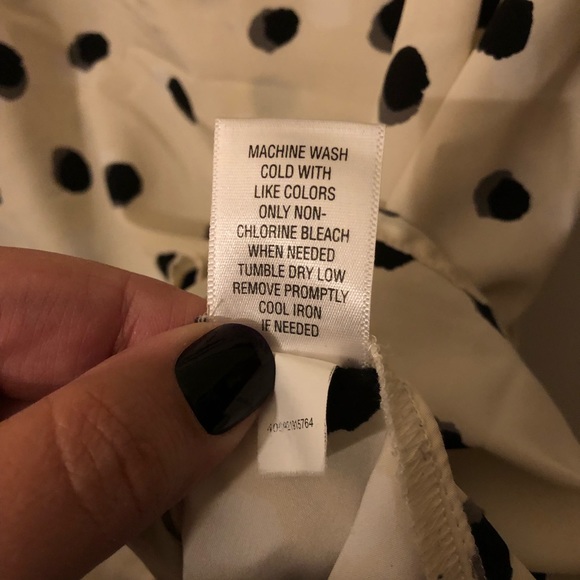 MACHINE WASH
COLD WITH
LIKE COLORS
ONLY NON-
CHLORINE BLEACH
WHEN NEEDED
TUMBLE DRY LOW
REMOVE PROMPTLY
COOL IRON
IF NEEDED